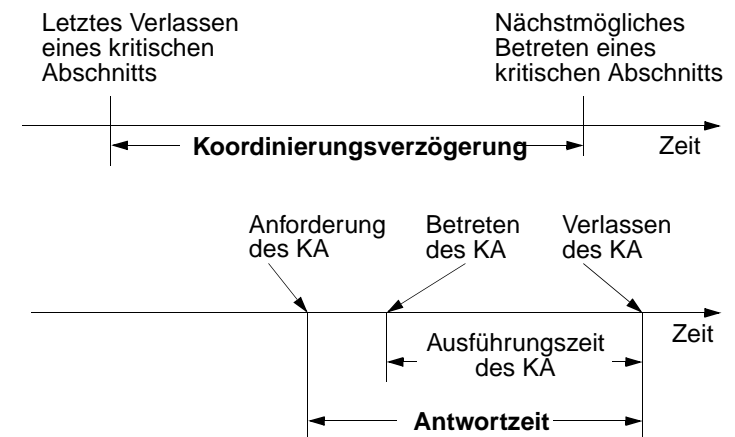 Letztes Verlassen
eines kritischen
Abschnitts
Nächstmögliches
Betreten eines
kritischen Abschnitts
Koordinierungsverzögerung
Zeit
Anforderung
des KA
Betreten
des KA
Verlassen
des KA
Zeit
Ausführungszeit
des KA
Antwortzeit